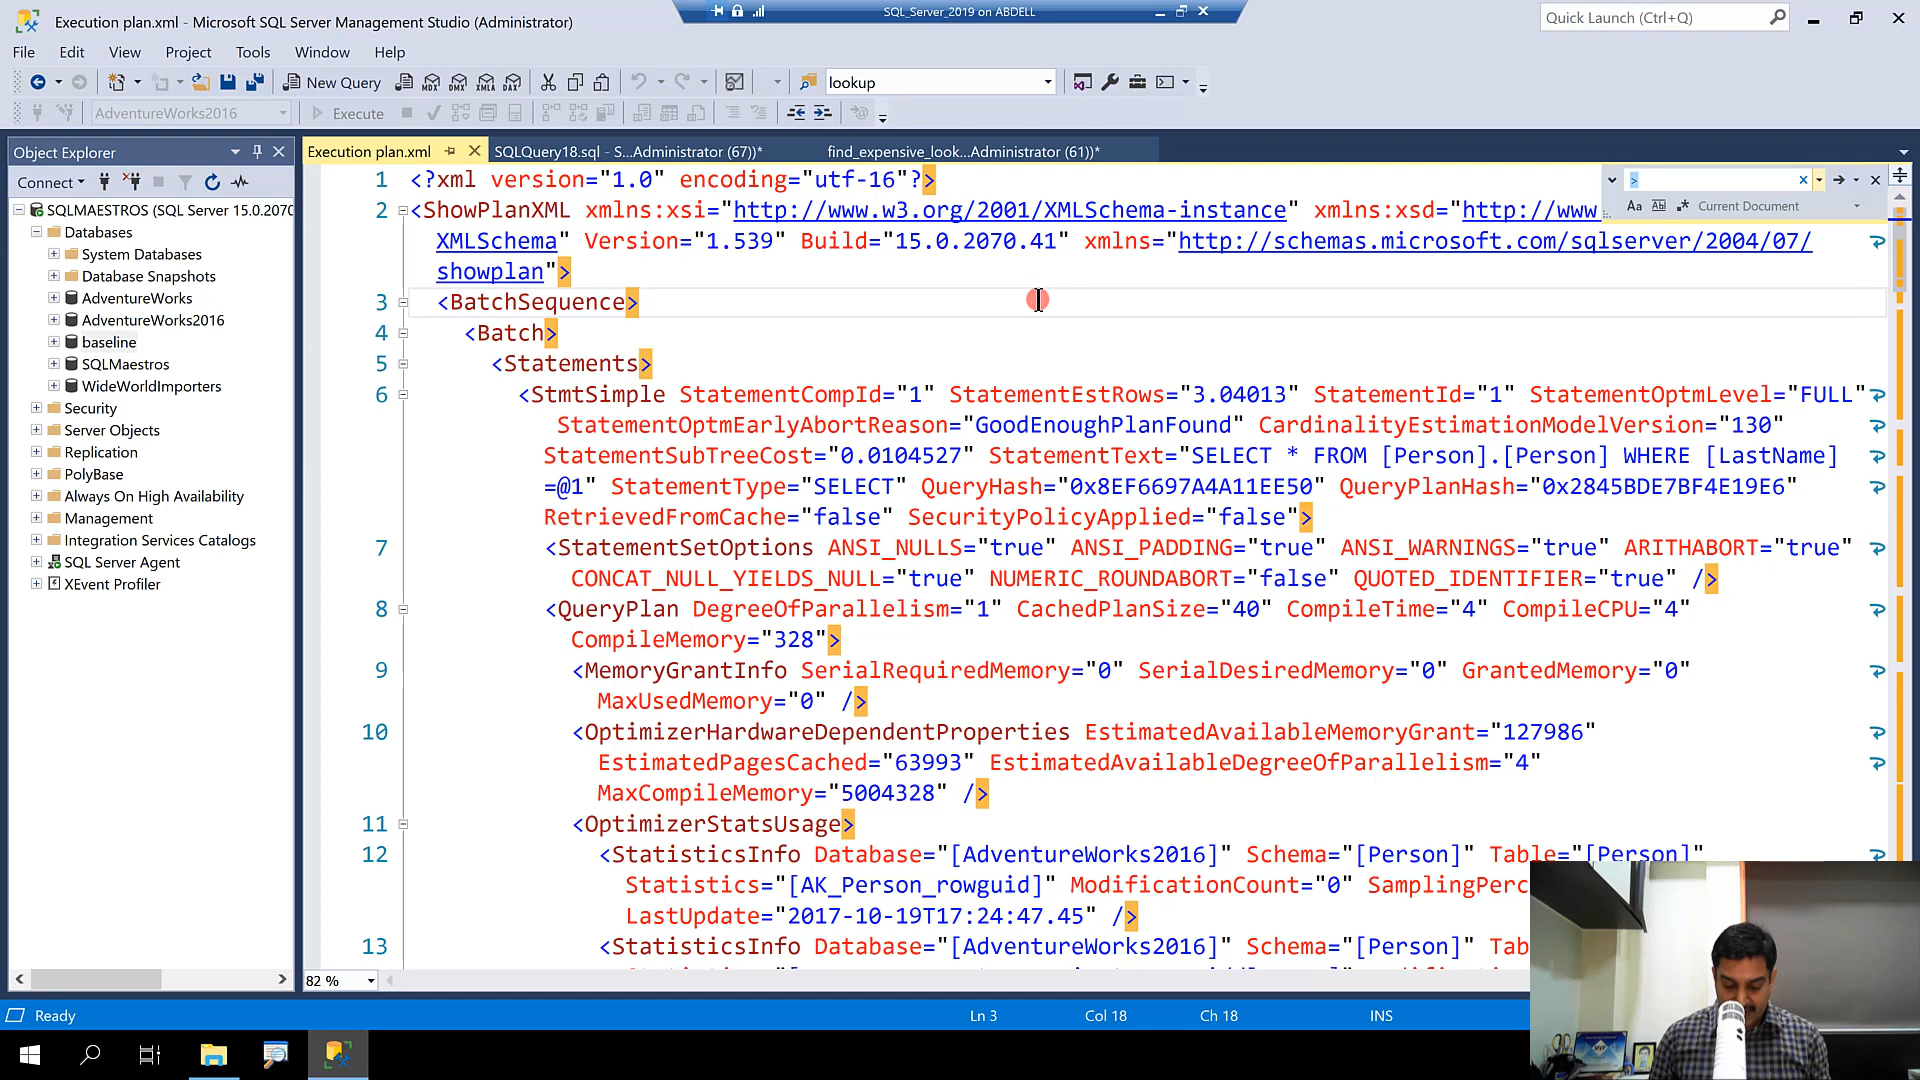 Execution plan.xml - Microsoft SQL Server Management Studio (Administrator)
SQL_Server_2019 on ABDELL
Quick Launch (Ctrl+Q)
File Edit View Project Tools Window Help
New Query
lookup
AdventureWorks2016
Execute
Object Explorer
Execution plan.xml
SQLQuery18.sql - S...Administrator (67))*
find_expensive_look...Administrator (61))*
Connect
SQLMAESTROS (SQL Server 15.0.2070
Databases
System Databases
Database Snapshots
AdventureWorks
AdventureWorks2016
baseline
SQLMaestros
WideWorldImporters
Security
Server Objects
Replication
PolyBase
Always On High Availability
Management
Integration Services Catalogs
SQL Server Agent
XEvent Profiler
>
Aa Current Document
1 <?xml version="1.0" encoding="utf-16"?>
2 <ShowPlanXML xmlns:xsi="http://www.w3.org/2001/XMLSchema-instance" xmlns:xsd="http://www
XMLSchema" Version="1.539" Build="15.0.2070.41" xmlns="http://schemas.microsoft.com/sqlserver/2004/07/
showplan">
3 <BatchSequence>
4 <Batch>
5 <Statements>
6 <StmtSimple StatementCompId="1" StatementEstRows="3.04013" StatementId="1" StatementOptmLevel="FULL"
StatementOptmEarlyAbortReason="GoodEnoughPlanFound" CardinalityEstimationModelVersion="130"
StatementSubTreeCost="0.0104527" StatementText="SELECT * FROM [Person].[Person] WHERE [LastName]
=@1" StatementType="SELECT" QueryHash="0x8EF6697A4A11EE50" QueryPlanHash="0x2845BDE7BF4E19E6"
RetrievedFromCache="false" SecurityPolicyApplied="false">
7 <StatementSetOptions ANSI_NULLS="true" ANSI_PADDING="true" ANSI_WARNINGS="true" ARITHABORT="true"
CONCAT_NULL_YIELDS_NULL="true" NUMERIC_ROUNDABORT="false" QUOTED_IDENTIFIER="true" />
8 <QueryPlan DegreeOfParallelism="1" CachedPlanSize="40" CompileTime="4" CompileCPU="4"
CompileMemory="328">
9 <MemoryGrantInfo SerialRequiredMemory="0" SerialDesiredMemory="0" GrantedMemory="0"
MaxUsedMemory="0" />
10 <OptimizerHardwareDependentProperties EstimatedAvailableMemoryGrant="127986"
EstimatedPagesCached="63993" EstimatedAvailableDegreeOfParallelism="4"
MaxCompileMemory="5004328" />
11 <OptimizerStatsUsage>
12 <StatisticsInfo Database="[AdventureWorks2016]" Schema="[Person]" Table="[Person]"
Statistics="[AK_Person_rowguid]" ModificationCount="0" SamplingPerc
LastUpdate="2017-10-19T17:24:47.45" />
13 <StatisticsInfo Database="[AdventureWorks2016]" Schema="[Person]" Tab
82 %
Ready
Ln 3 Col 18 Ch 18 INS